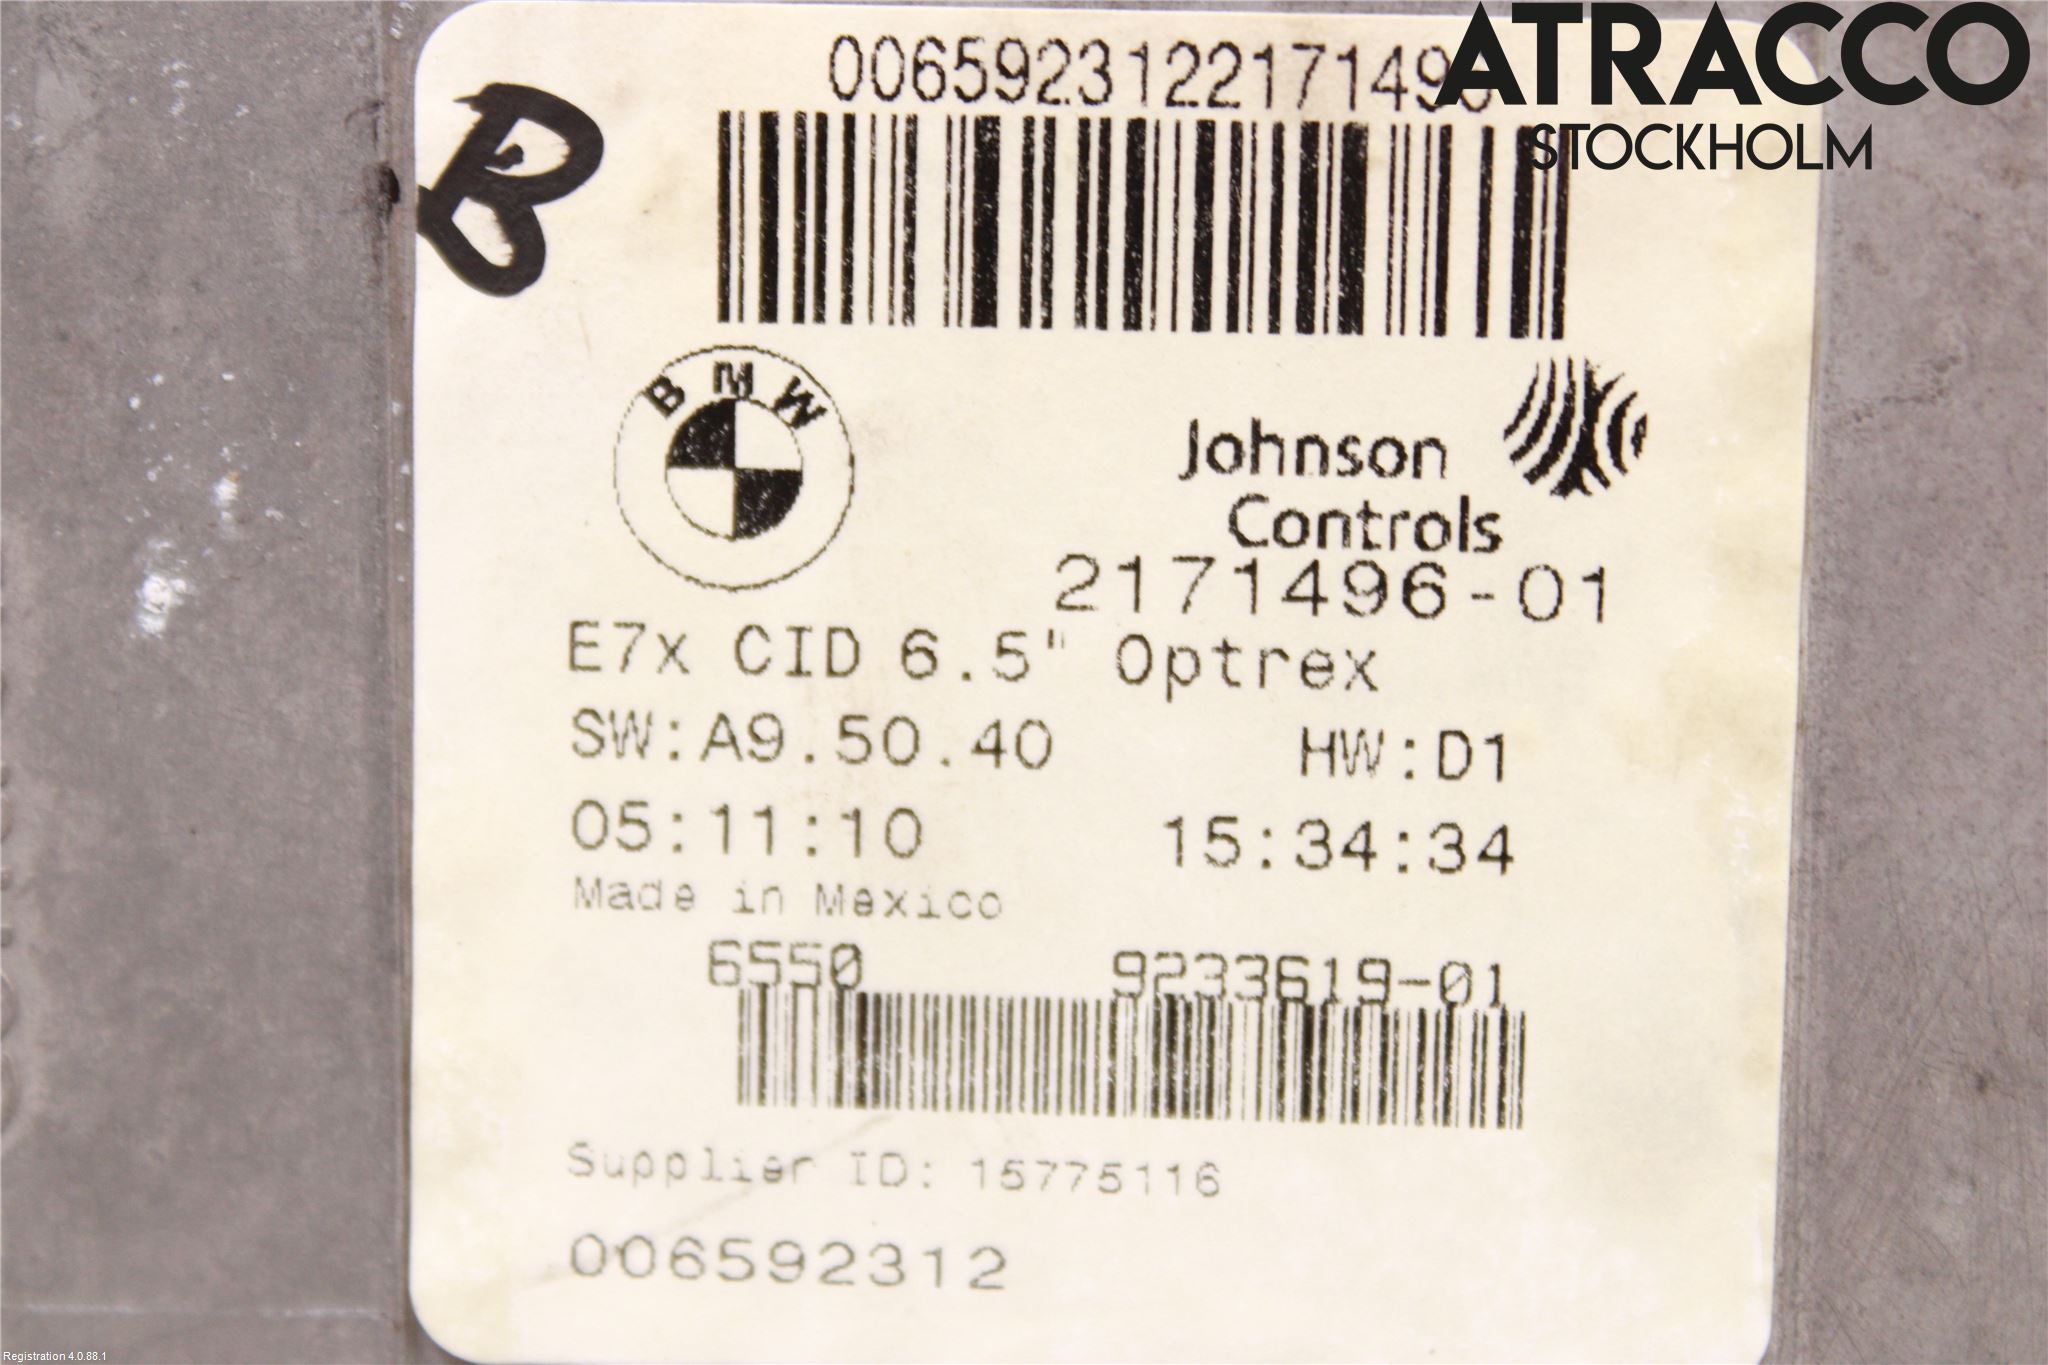 ATRACCO
STOCKHOLM
0065923122171496
B
BMW
Johnson
Controls
2171496-01
E7x CID 6.5" Optrex
SW:A9.50.40 HW:D1
05:11:10 15:34:34
Made in Mexico
6550 9233619-01
Supplier ID: 15775116
006592312
Registration 4.0.88.1